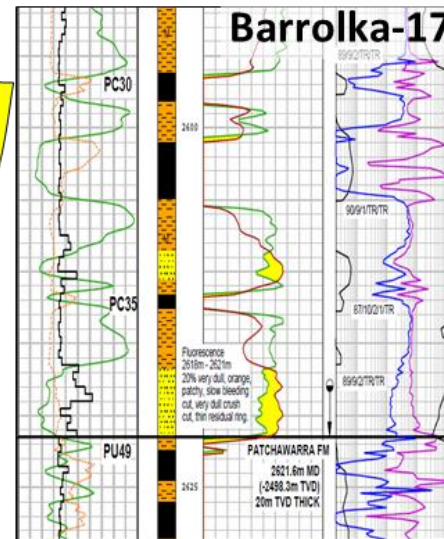 Barrolka-17
89/9/2/TR/TR
PC30
2600
90/9/1/TR/TR
PC35
87/10/2/1/TR
Fluorescence
2618m - 2621m
20% very dull, orange,
patchy, slow bleeding
cut, very dull crush
cut, thin residual ring.
89/9/2/TR/TR
PU49
PATCHAWARRA FM
2621.6m MD
(-2498.3m TVD)
20m TVD THICK
2625